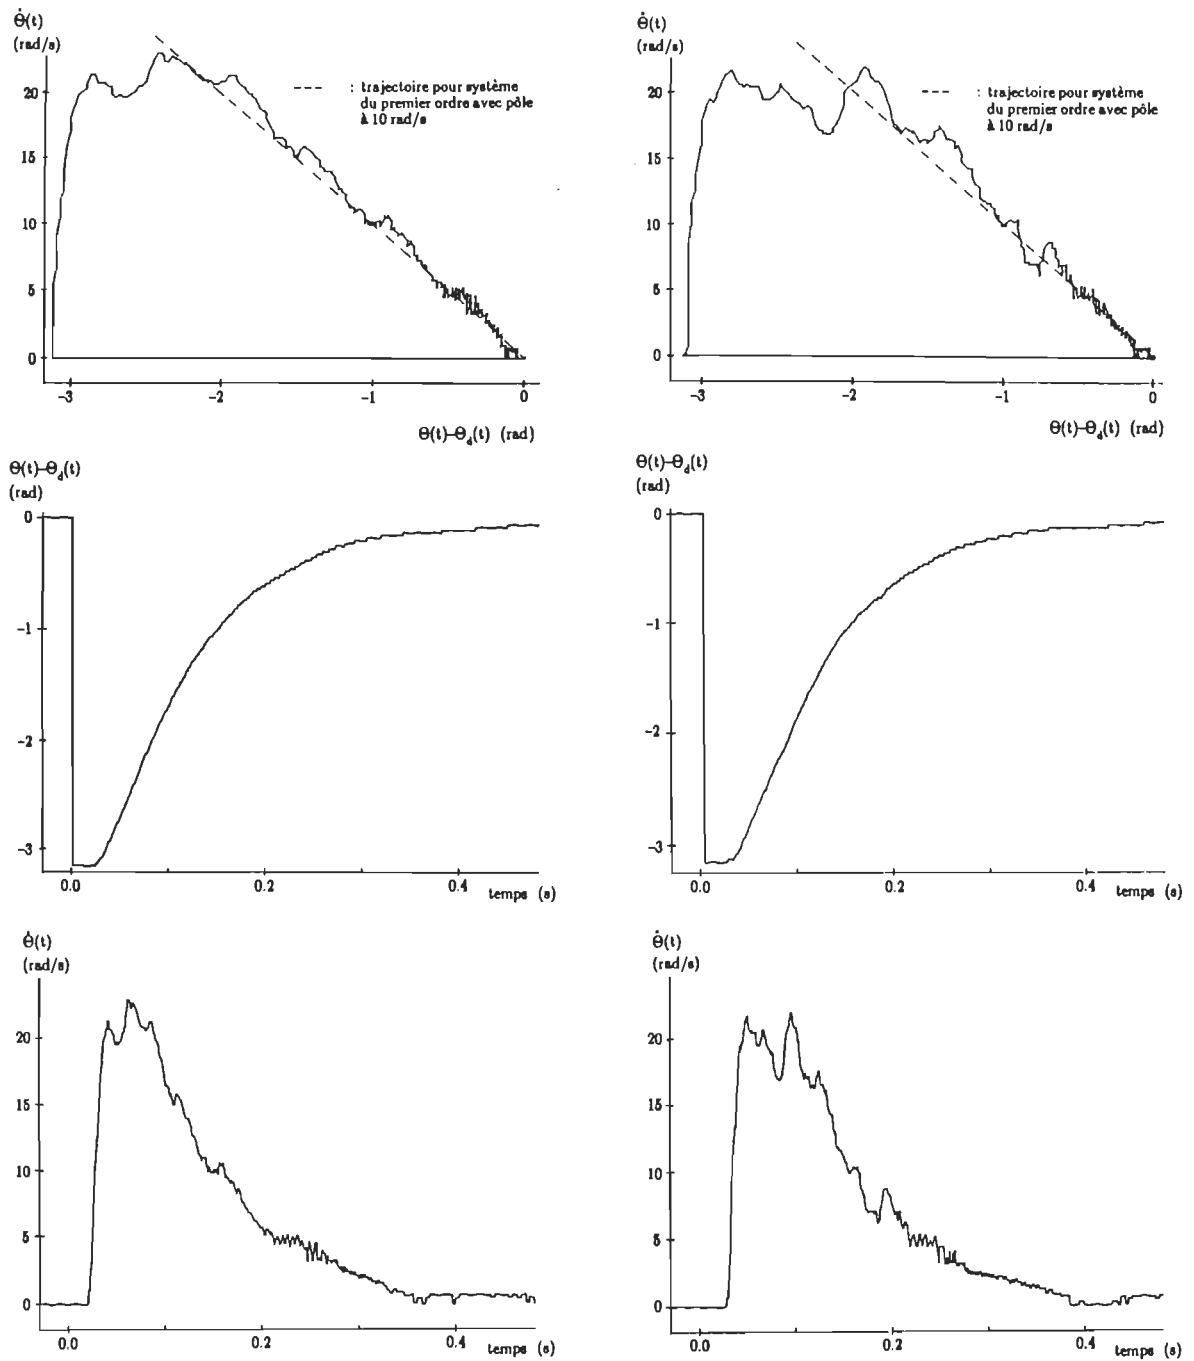 Θ̇(t)
(rad/s)
20
15
10
5
0
-3
-2
-1
0
Θ(t)-Θ_d(t) (rad)
--- : trajectoire pour système
du premier ordre avec pôle
à 10 rad/s
Θ̇(t)
(rad/s)
20
15
10
5
0
-3
-2
-1
0
Θ(t)-Θ_d(t) (rad)
--- : trajectoire pour système
du premier ordre avec pôle
à 10 rad/s
Θ(t)-Θ_d(t)
(rad)
0
-1
-2
-3
0.0
0.2
0.4
temps (s)
Θ(t)-Θ_d(t)
(rad)
0
-1
-2
-3
0.0
0.2
0.4
temps (s)
Θ̇(t)
(rad/s)
20
15
10
5
0
0.0
0.2
0.4
temps (s)
Θ̇(t)
(rad/s)
20
15
10
5
0
0.0
0.2
0.4
temps (s)